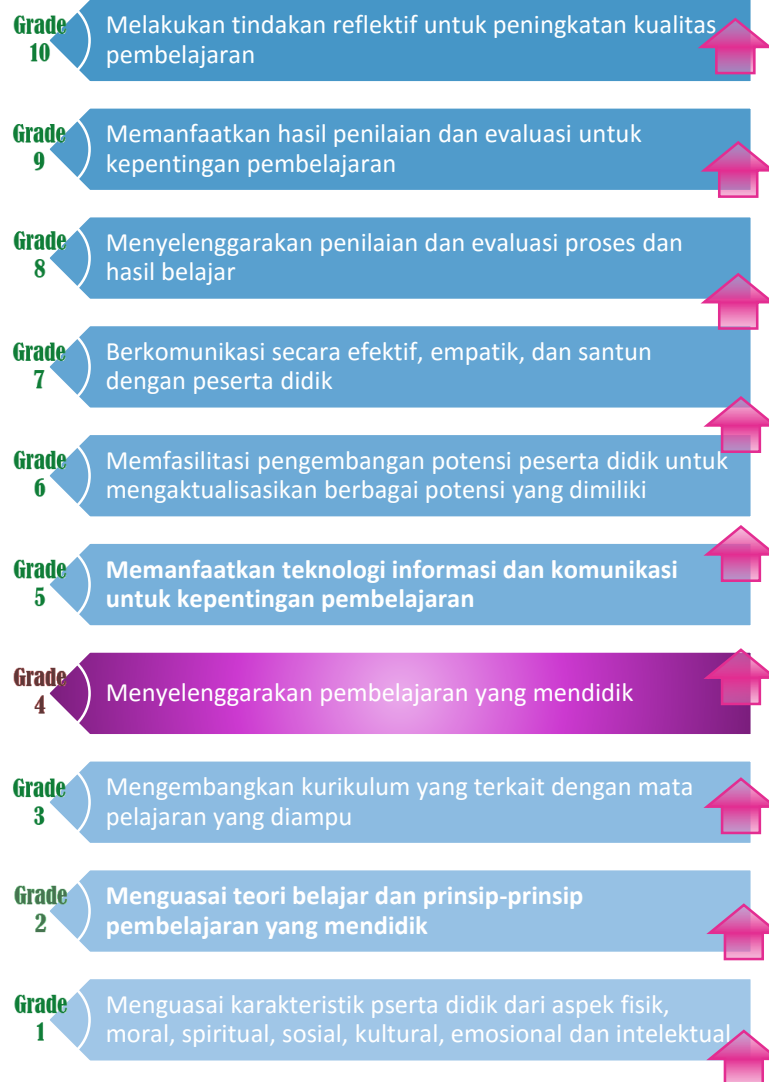 Grade
10
Melakukan tindakan reflektif untuk peningkatan kualitas
pembelajaran
Grade
9
Memanfaatkan hasil penilaian dan evaluasi untuk
kepentingan pembelajaran
Grade
8
Menyelenggarakan penilaian dan evaluasi proses dan
hasil belajar
Grade
7
Berkomunikasi secara efektif, empatik, dan santun
dengan peserta didik
Grade
6
Memfasilitasi pengembangan potensi peserta didik untuk
mengaktualisasikan berbagai potensi yang dimiliki
Grade
5
Memanfaatkan teknologi informasi dan komunikasi
untuk kepentingan pembelajaran
Grade
4
Menyelenggarakan pembelajaran yang mendidik
Grade
3
Mengembangkan kurikulum yang terkait dengan mata
pelajaran yang diampu
Grade
2
Menguasai teori belajar dan prinsip-prinsip
pembelajaran yang mendidik
Grade
1
Menguasai karakteristik pserta didik dari aspek fisik,
moral, spiritual, sosial, kultural, emosional dan intelektual